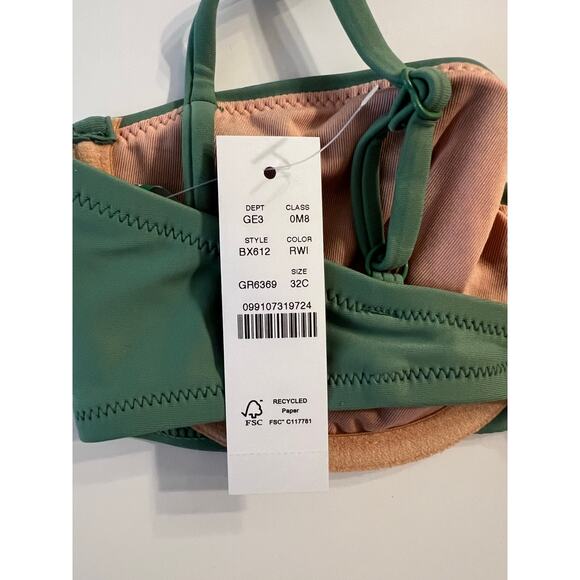 DEPT CLASS
GE3 0M8
STYLE COLOR
BX612 RWI
SIZE
GR6369 32C
099107319724
RECYCLED
Paper
FSC FSC™ C117781